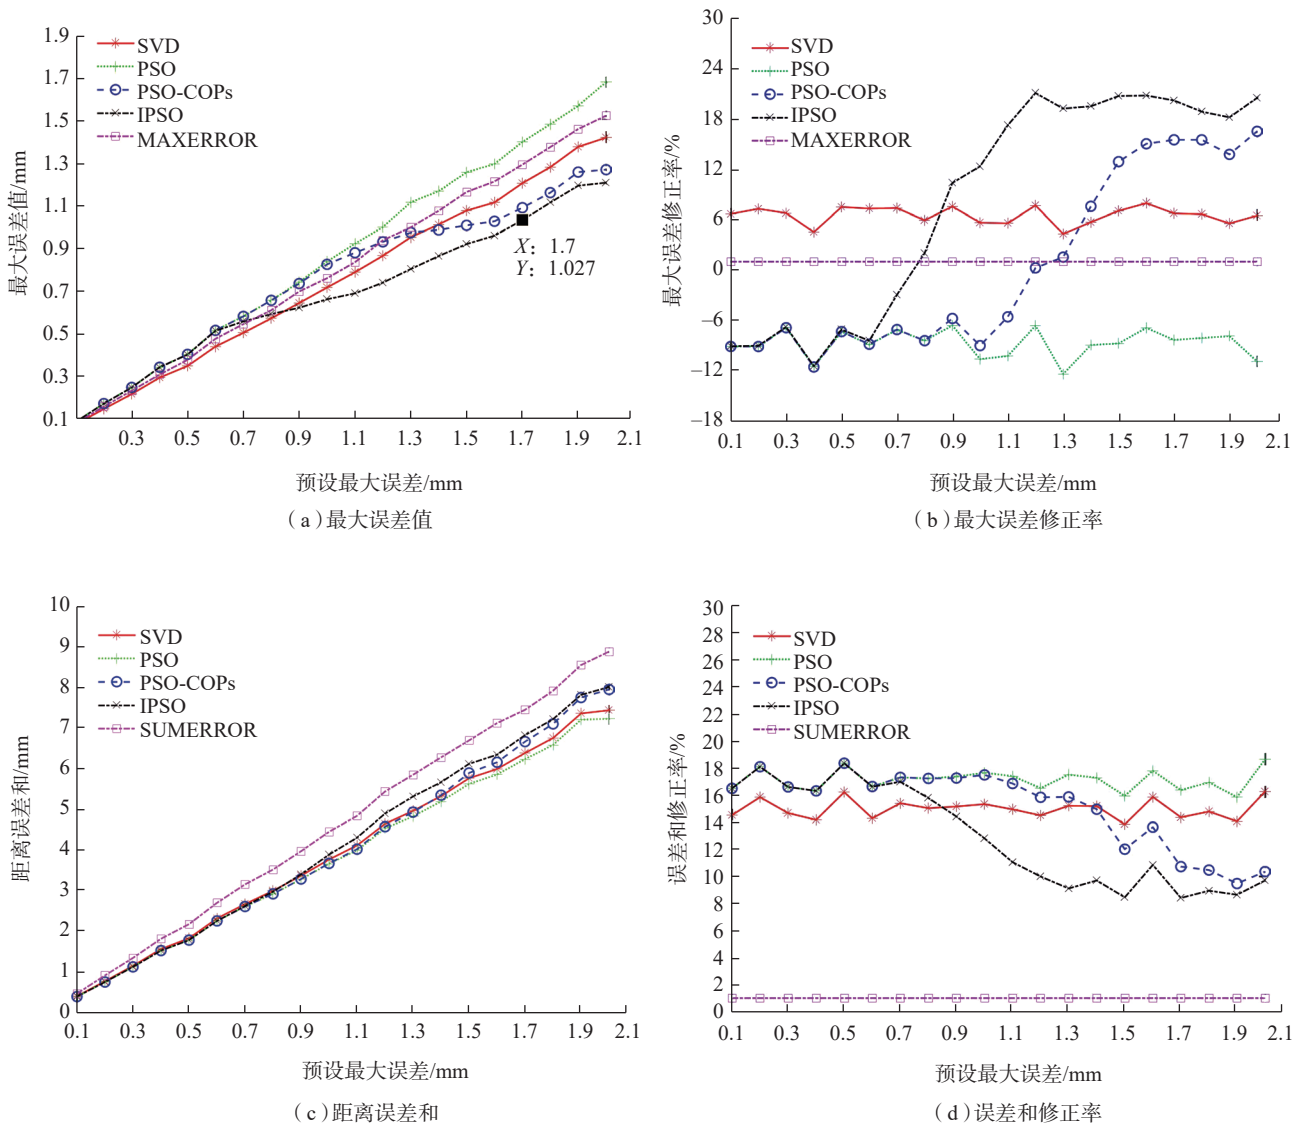 1.9
1.7
1.5
1.3
1.1
0.9
0.7
0.5
0.3
0.1
最大误差值/mm
SVD
PSO
PSO-COPs
IPSO
MAXERROR
X: 1.7
Y: 1.027
0.3 0.5 0.7 0.9 1.1 1.3 1.5 1.7 1.9 2.1
预设最大误差/mm
（a）最大误差值
30
24
18
12
6
0
−6
−12
−18
最大误差修正率/%
SVD
PSO
PSO-COPs
IPSO
MAXERROR
0.1 0.3 0.5 0.7 0.9 1.1 1.3 1.5 1.7 1.9 2.1
预设最大误差/mm
（b）最大误差修正率
10
9
8
7
6
5
4
3
2
1
0
距离误差和/mm
SVD
PSO
PSO-COPs
IPSO
SUMERROR
0.1 0.3 0.5 0.7 0.9 1.1 1.3 1.5 1.7 1.9 2.1
预设最大误差/mm
（c）距离误差和
30
28
26
24
22
20
18
16
14
12
10
8
6
4
2
0
误差和修正率/%
SVD
PSO
PSO-COPs
IPSO
SUMERROR
0.1 0.3 0.5 0.7 0.9 1.1 1.3 1.5 1.7 1.9 2.1
预设最大误差/mm
（d）误差和修正率